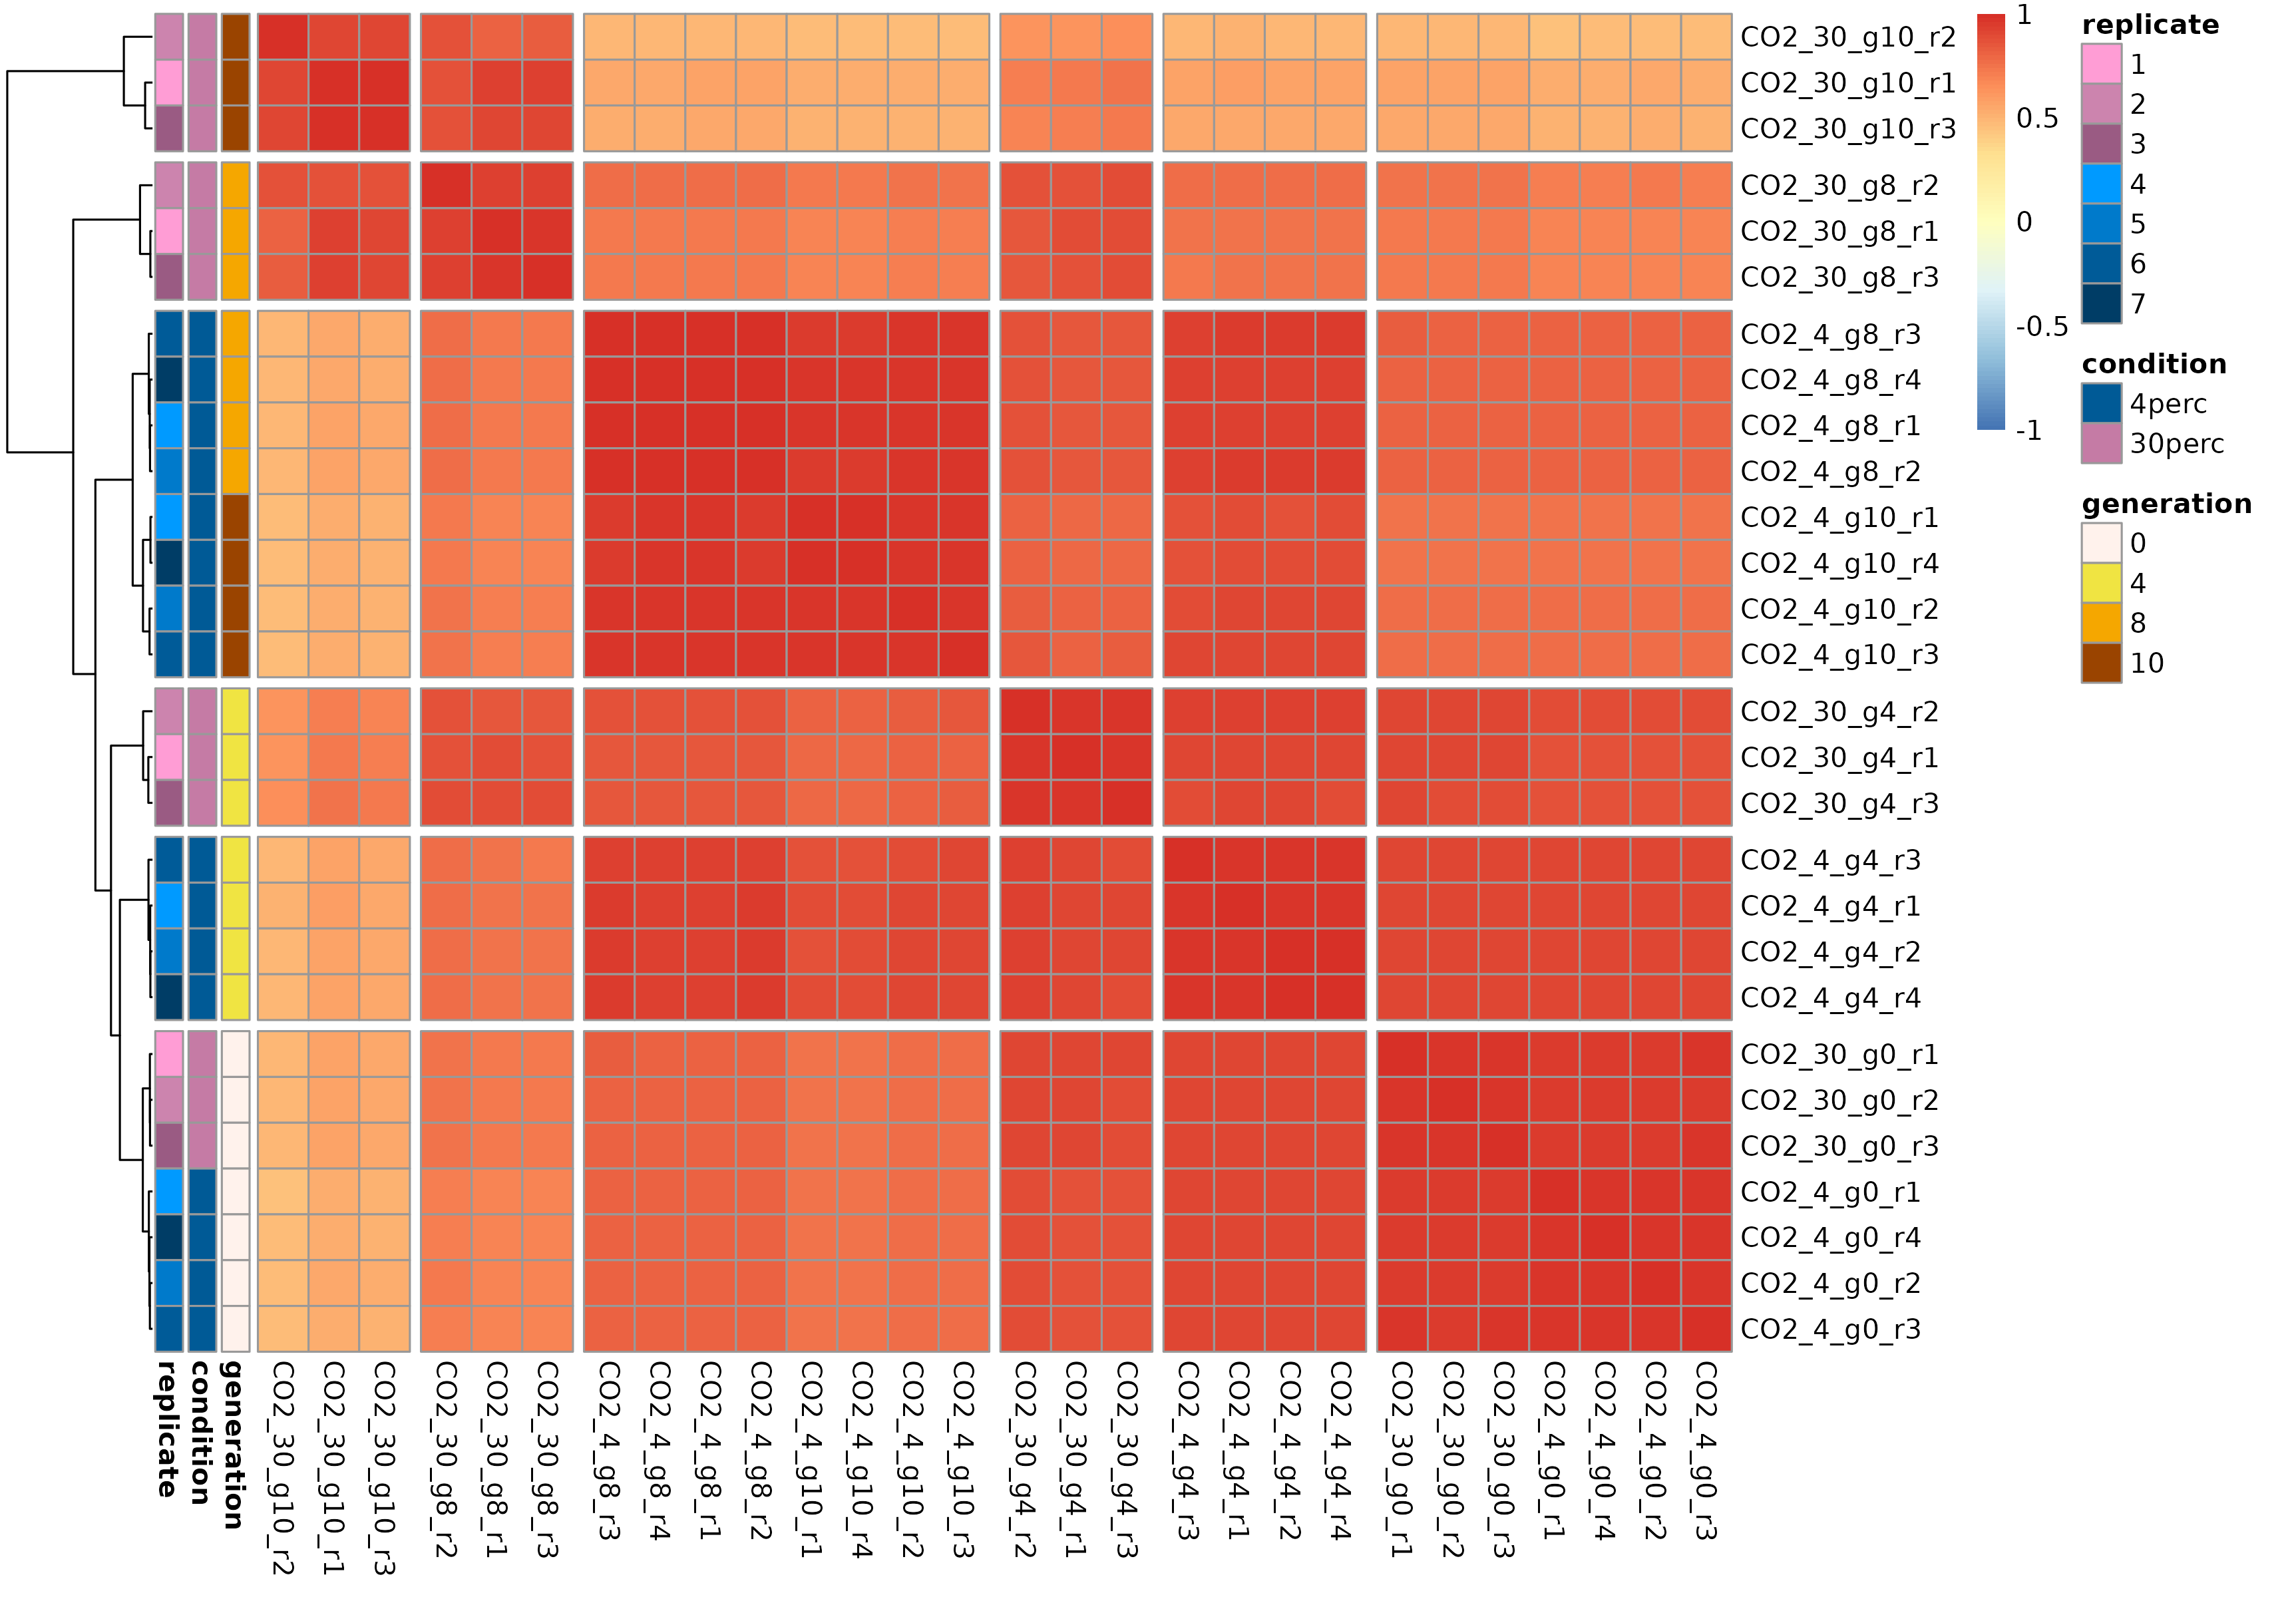 CO2_30_g10_r2
CO2_30_g10_r1
CO2_30_g10_r3
CO2_30_g8_r2
CO2_30_g8_r1
CO2_30_g8_r3
CO2_4_g8_r3
CO2_4_g8_r4
CO2_4_g8_r1
CO2_4_g8_r2
CO2_4_g10_r1
CO2_4_g10_r4
CO2_4_g10_r2
CO2_4_g10_r3
CO2_30_g4_r2
CO2_30_g4_r1
CO2_30_g4_r3
CO2_4_g4_r3
CO2_4_g4_r1
CO2_4_g4_r2
CO2_4_g4_r4
CO2_30_g0_r1
CO2_30_g0_r2
CO2_30_g0_r3
CO2_4_g0_r1
CO2_4_g0_r4
CO2_4_g0_r2
CO2_4_g0_r3
1
0.5
0
-0.5
-1
replicate
1
2
3
4
5
6
7
condition
4perc
30perc
generation
0
4
8
10
replicate
condition
generation
CO2_30_g10_r2
CO2_30_g10_r1
CO2_30_g10_r3
CO2_30_g8_r2
CO2_30_g8_r1
CO2_30_g8_r3
CO2_4_g8_r3
CO2_4_g8_r4
CO2_4_g8_r1
CO2_4_g8_r2
CO2_4_g10_r1
CO2_4_g10_r4
CO2_4_g10_r2
CO2_4_g10_r3
CO2_30_g4_r2
CO2_30_g4_r1
CO2_30_g4_r3
CO2_4_g4_r3
CO2_4_g4_r1
CO2_4_g4_r2
CO2_4_g4_r4
CO2_30_g0_r1
CO2_30_g0_r2
CO2_30_g0_r3
CO2_4_g0_r1
CO2_4_g0_r4
CO2_4_g0_r2
CO2_4_g0_r3